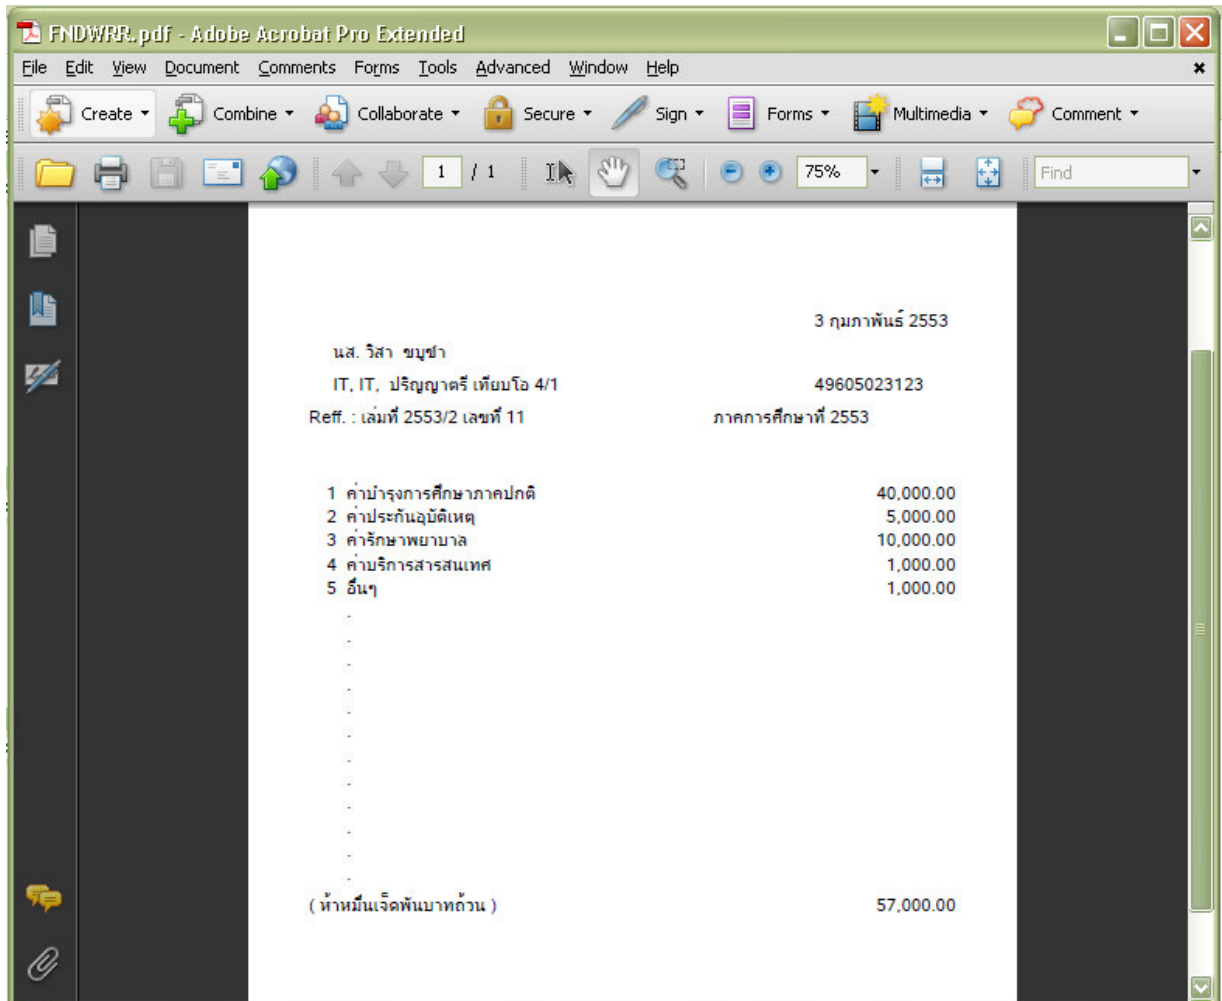 FNDWRR.pdf - Adobe Acrobat Pro Extended
File Edit View Document Comments Forms Tools Advanced Window Help
Create Combine Collaborate Secure Sign Forms Multimedia Comment
1 / 1 75% Find
3 กุมภาพันธ์ 2553
นส. วิสา ขบูชำ
IT, IT, ปริญญาตรี เทียบโอ 4/1 49605023123
Reff. : เล่มที่ 2553/2 เลขที่ 11 ภาคการศึกษาที่ 2553
1 ค่าบำรุงการศึกษาภาคปกติ 40,000.00
2 ค่าประกันอุบัติเหตุ 5,000.00
3 ค่ารักษาพยาบาล 10,000.00
4 ค่าบริการสารสนเทศ 1,000.00
5 อื่นๆ 1,000.00
.
.
.
.
.
.
.
.
.
.
.
.
( ห้าหมื่นเจ็ดพันบาทถ้วน ) 57,000.00